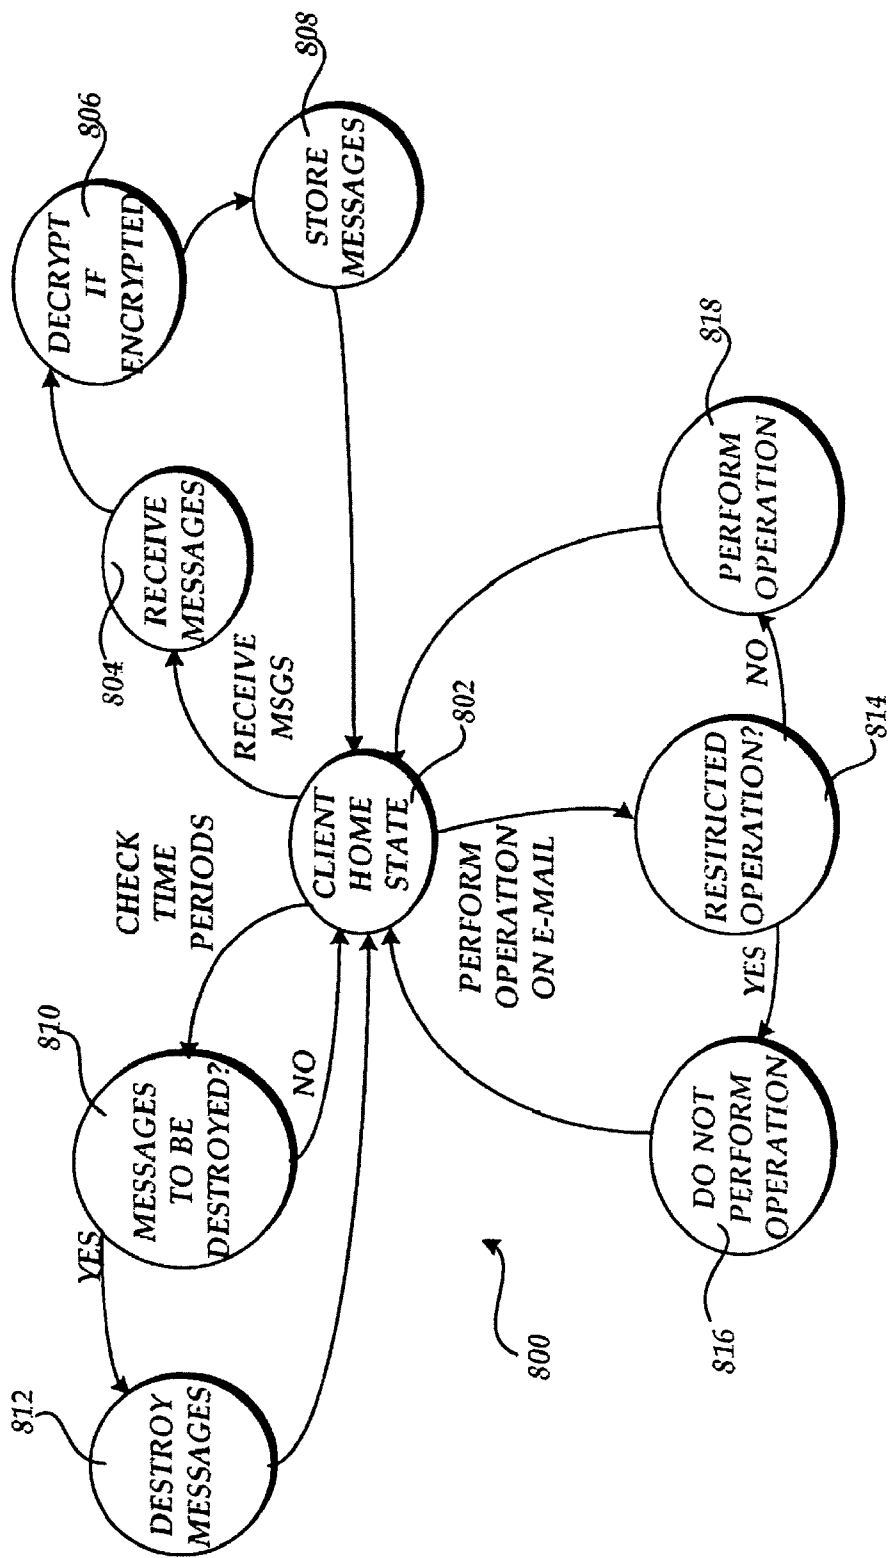 812
DESTROY
MESSAGES
YES
810
MESSAGES
TO BE
DESTROYED?
NO
CHECK
TIME
PERIODS
CLIENT
HOME
STATE
802
RECEIVE
MSGS
804
RECEIVE
MESSAGES
806
DECRYPT
IF
ENCRYPTED
808
STORE
MESSAGES
800
PERFORM
OPERATION
ON E-MAIL
816
DO NOT
PERFORM
OPERATION
YES
RESTRICTED
OPERATION?
814
NO
818
PERFORM
OPERATION